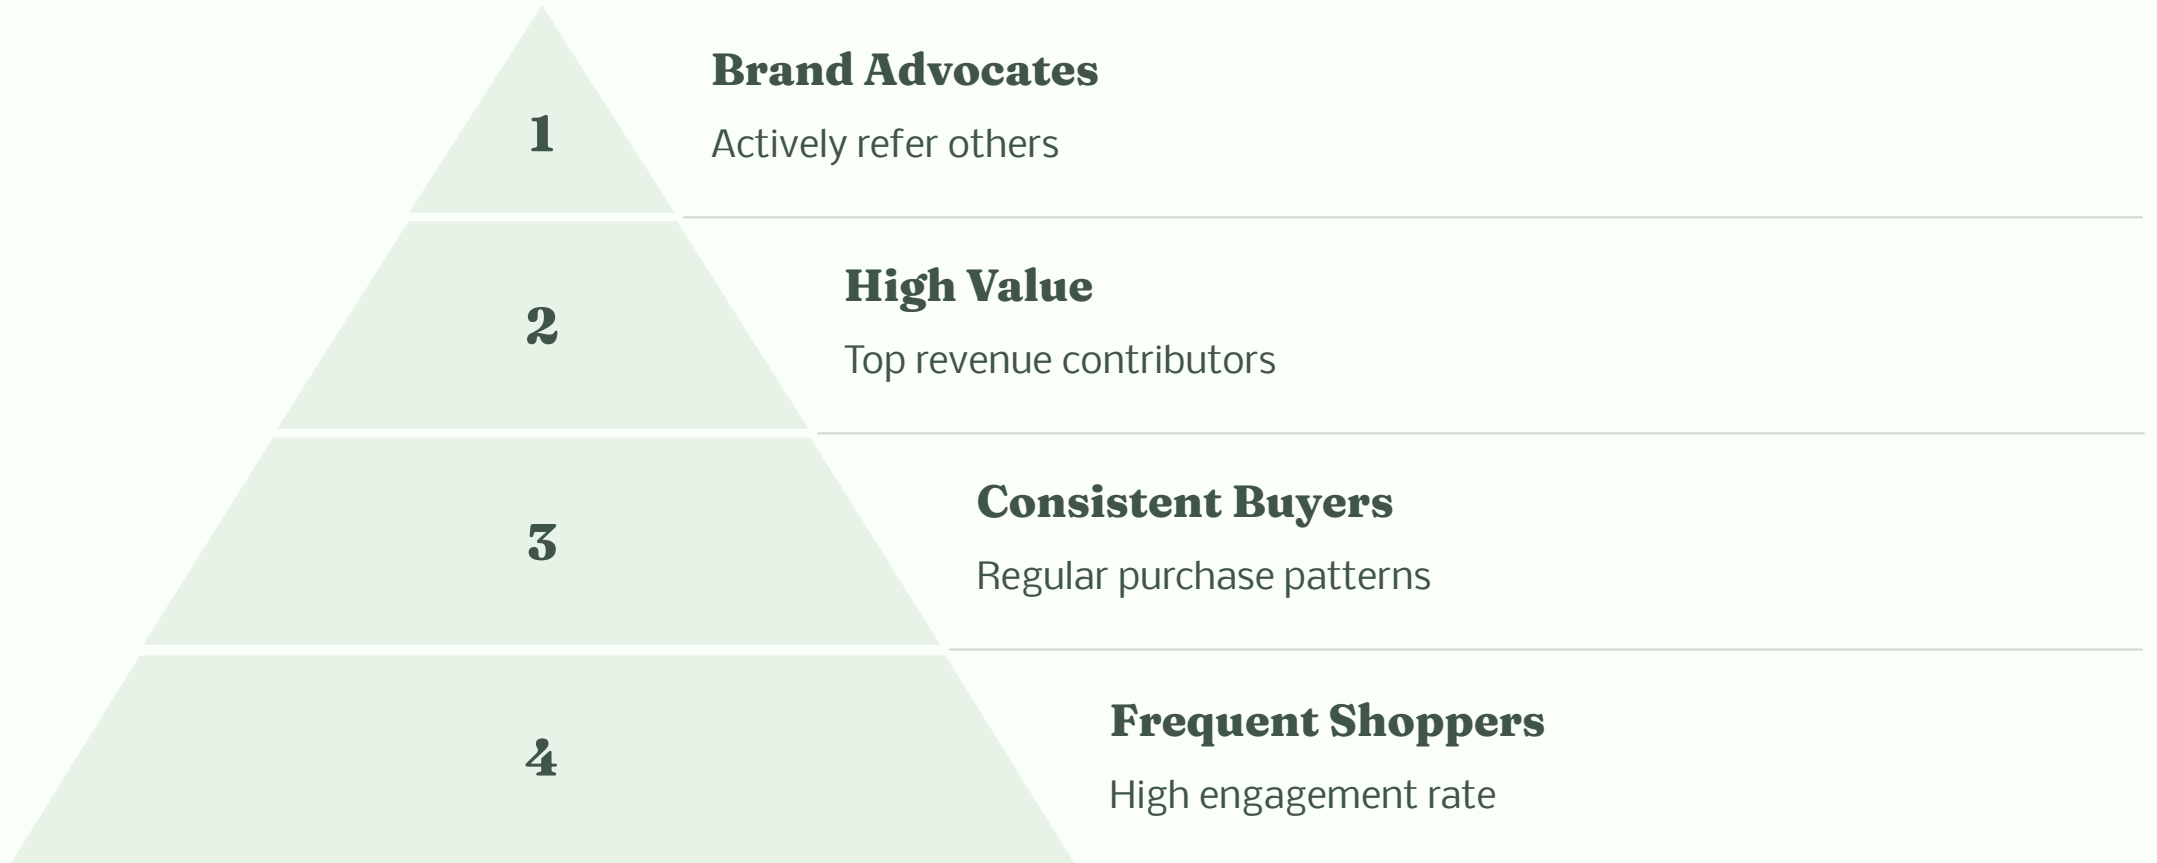 1
Brand Advocates
Actively refer others
2
High Value
Top revenue contributors
3
Consistent Buyers
Regular purchase patterns
4
Frequent Shoppers
High engagement rate